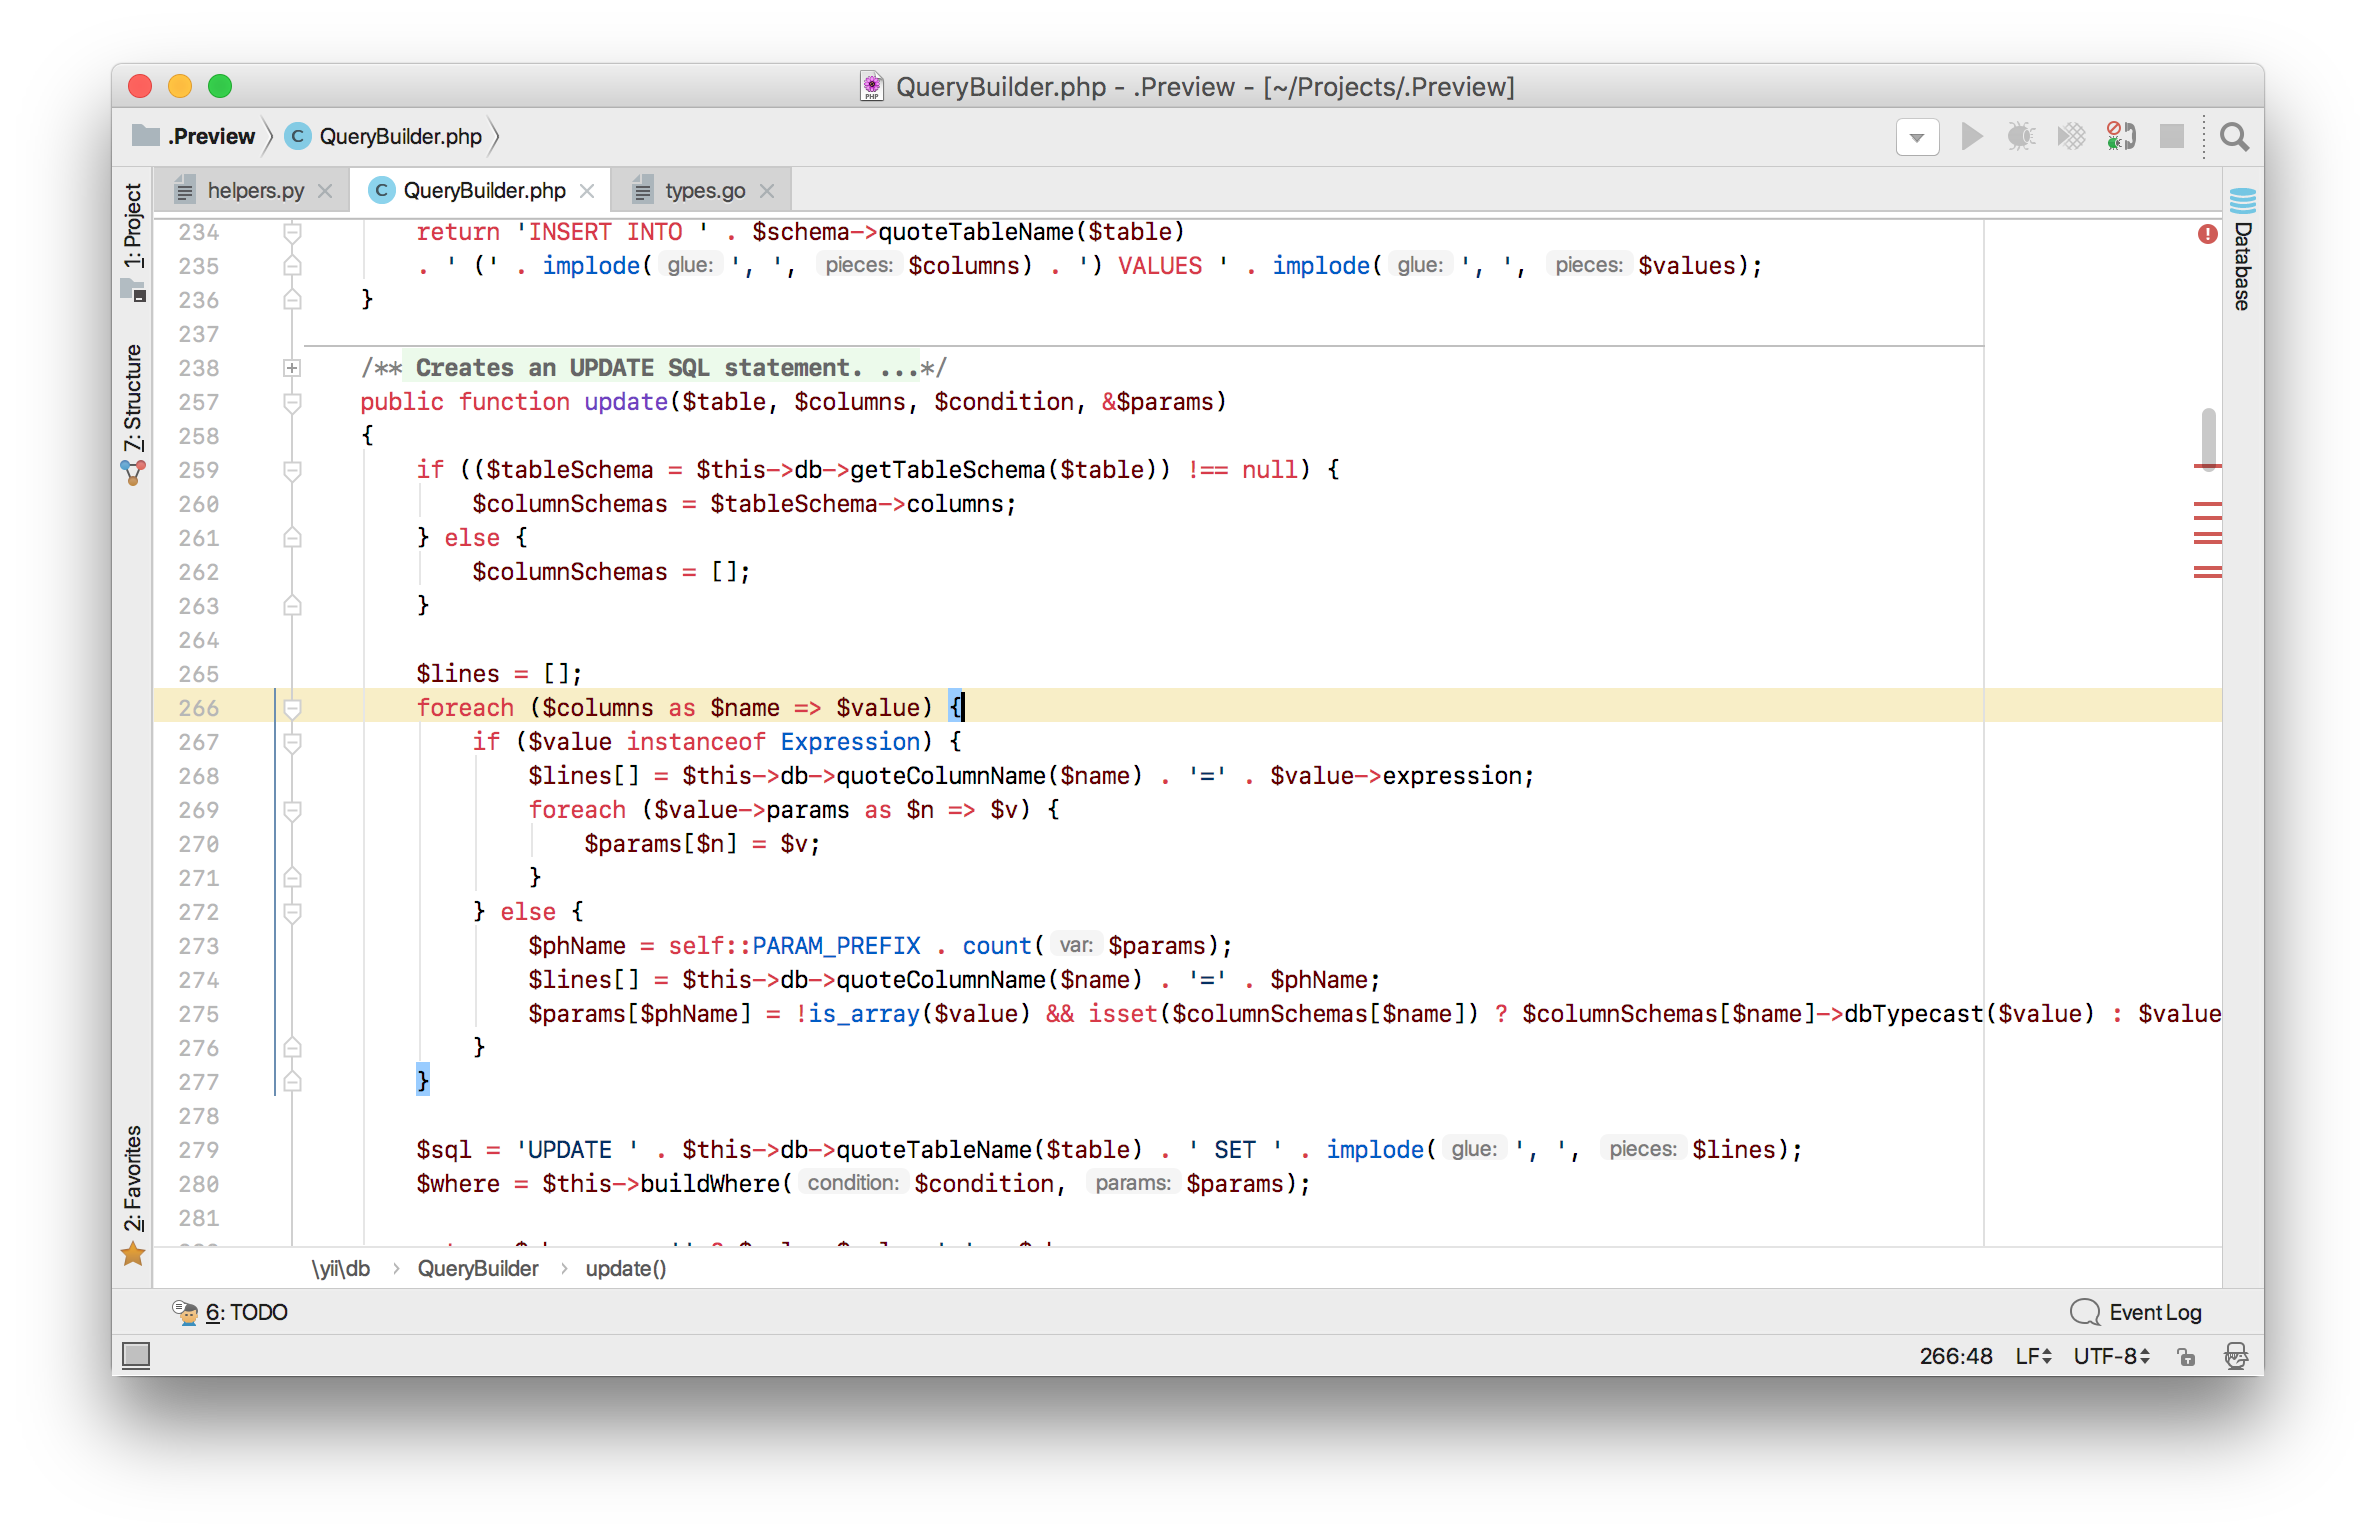 QueryBuilder.php - .Preview - [~/Projects/.Preview]
.Preview QueryBuilder.php
helpers.py QueryBuilder.php types.go
1: Project
7: Structure
2: Favorites
Database
234 return 'INSERT INTO ' . $schema->quoteTableName($table)
235 . ' (' . implode( glue: ', ', pieces: $columns) . ') VALUES ' . implode( glue: ', ', pieces: $values);
236 }
237
238 /** Creates an UPDATE SQL statement. ...*/
257 public function update($table, $columns, $condition, &$params)
258 {
259 if (($tableSchema = $this->db->getTableSchema($table)) !== null) {
260 $columnSchemas = $tableSchema->columns;
261 } else {
262 $columnSchemas = [];
263 }
264
265 $lines = [];
266 foreach ($columns as $name => $value) {
267 if ($value instanceof Expression) {
268 $lines[] = $this->db->quoteColumnName($name) . '=' . $value->expression;
269 foreach ($value->params as $n => $v) {
270 $params[$n] = $v;
271 }
272 } else {
273 $phName = self::PARAM_PREFIX . count( var: $params);
274 $lines[] = $this->db->quoteColumnName($name) . '=' . $phName;
275 $params[$phName] = !is_array($value) && isset($columnSchemas[$name]) ? $columnSchemas[$name]->dbTypecast($value) : $value
276 }
277 }
278
279 $sql = 'UPDATE ' . $this->db->quoteTableName($table) . ' SET ' . implode( glue: ', ', pieces: $lines);
280 $where = $this->buildWhere( condition: $condition, params: $params);
281
\yii\db › QueryBuilder › update()
6: TODO
Event Log
266:48 LF UTF-8